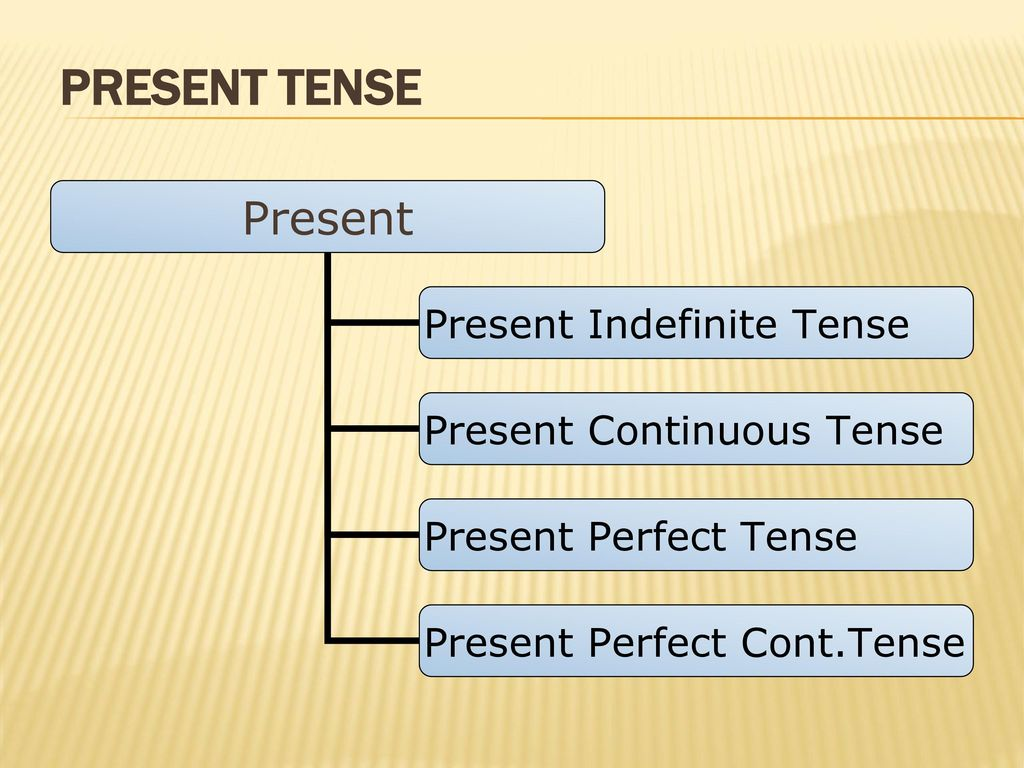 PRESENT TENSE
Present
Present Indefinite Tense
Present Continuous Tense
Present Perfect Tense
Present Perfect Cont.Tense